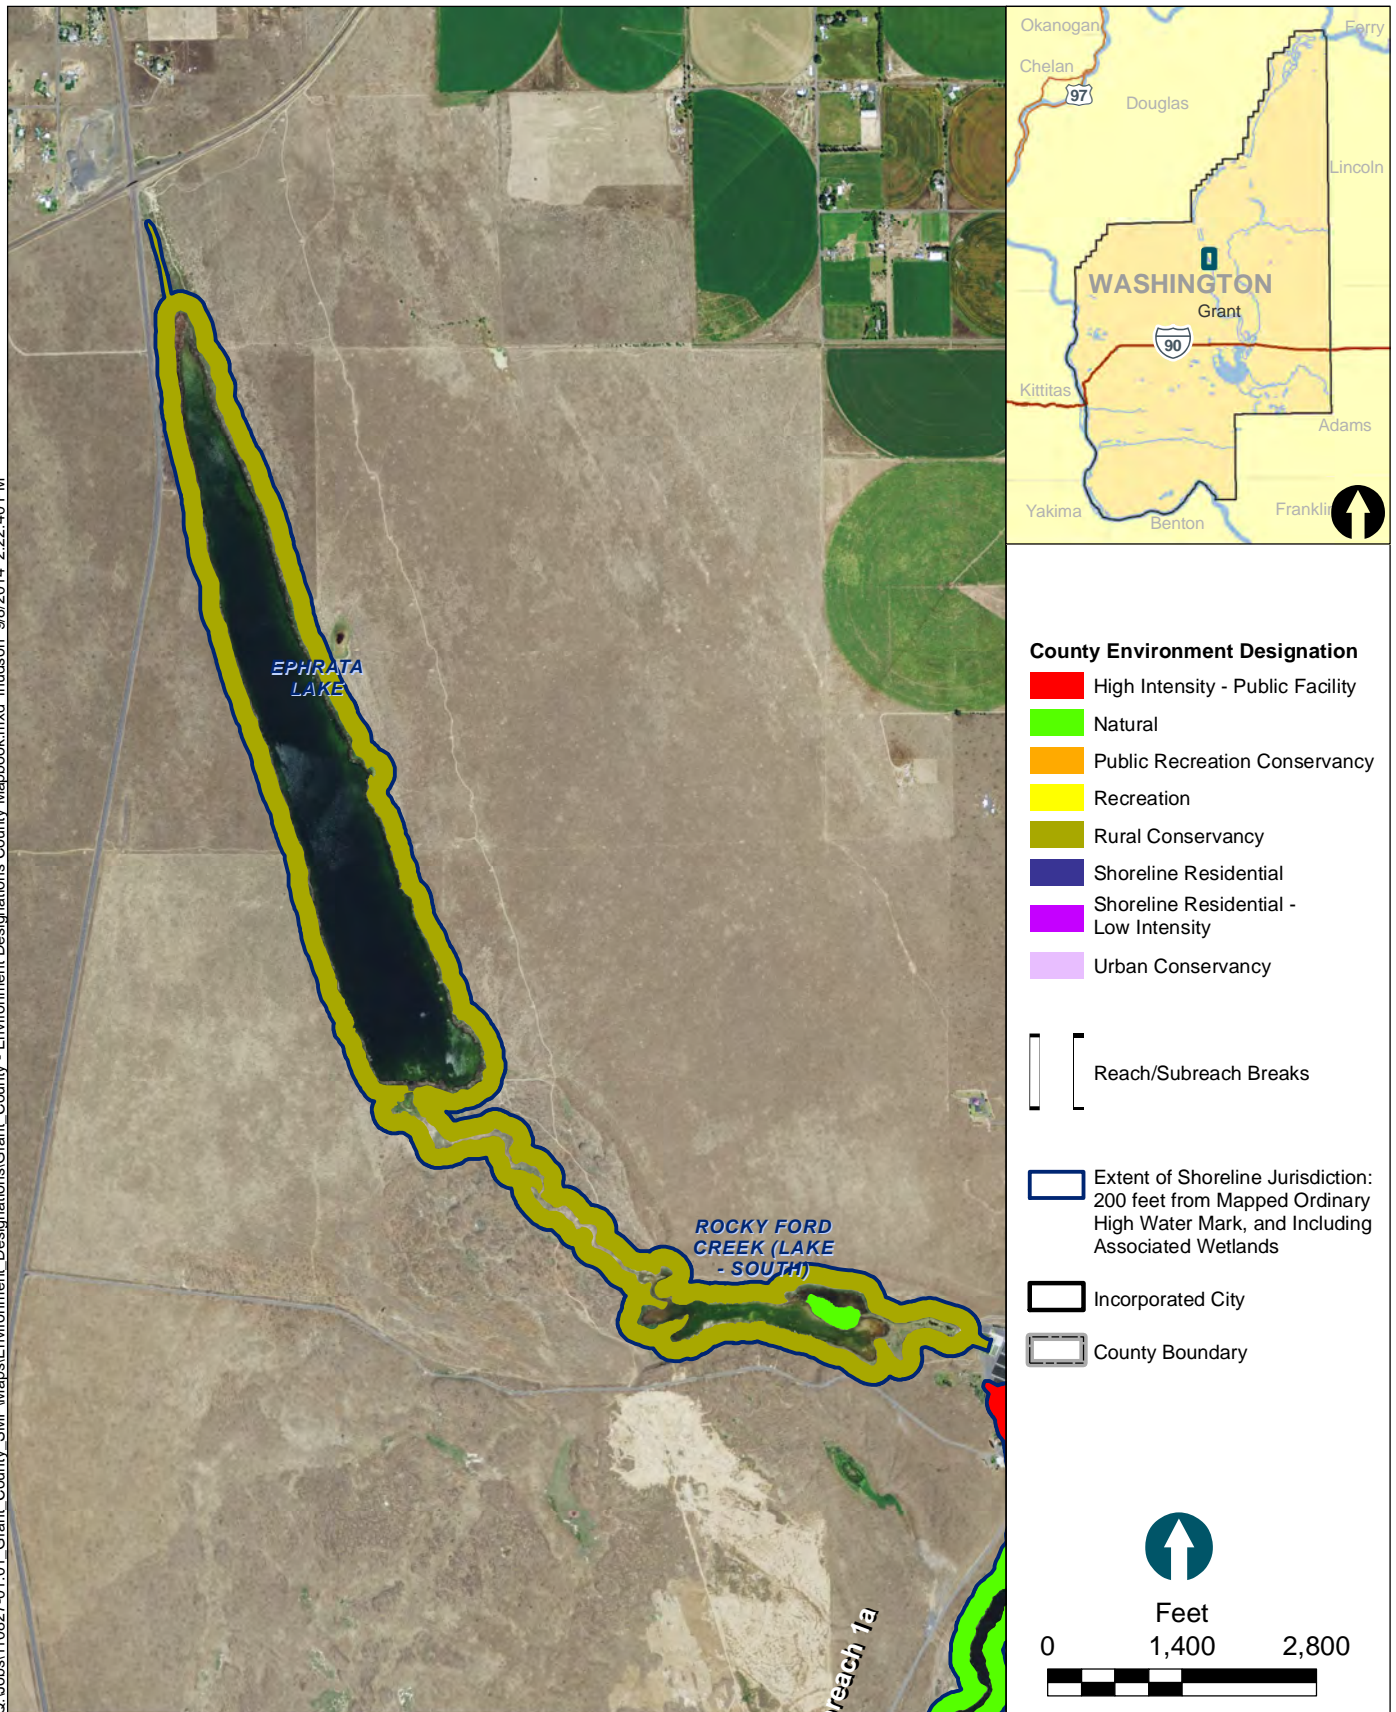 EPHRATA
LAKE
ROCKY FORD
CREEK (LAKE
- SOUTH)
reach 1a
Okanogan
Ferry
Chelan
97
Douglas
Lincoln
WASHINGTON
Grant
90
Kittitas
Adams
Yakima
Benton
Franklin
County Environment Designation
High Intensity - Public Facility
Natural
Public Recreation Conservancy
Recreation
Rural Conservancy
Shoreline Residential
Shoreline Residential -
Low Intensity
Urban Conservancy
Reach/Subreach Breaks
Extent of Shoreline Jurisdiction:
200 feet from Mapped Ordinary
High Water Mark, and Including
Associated Wetlands
Incorporated City
County Boundary
Feet
0 1,400 2,800